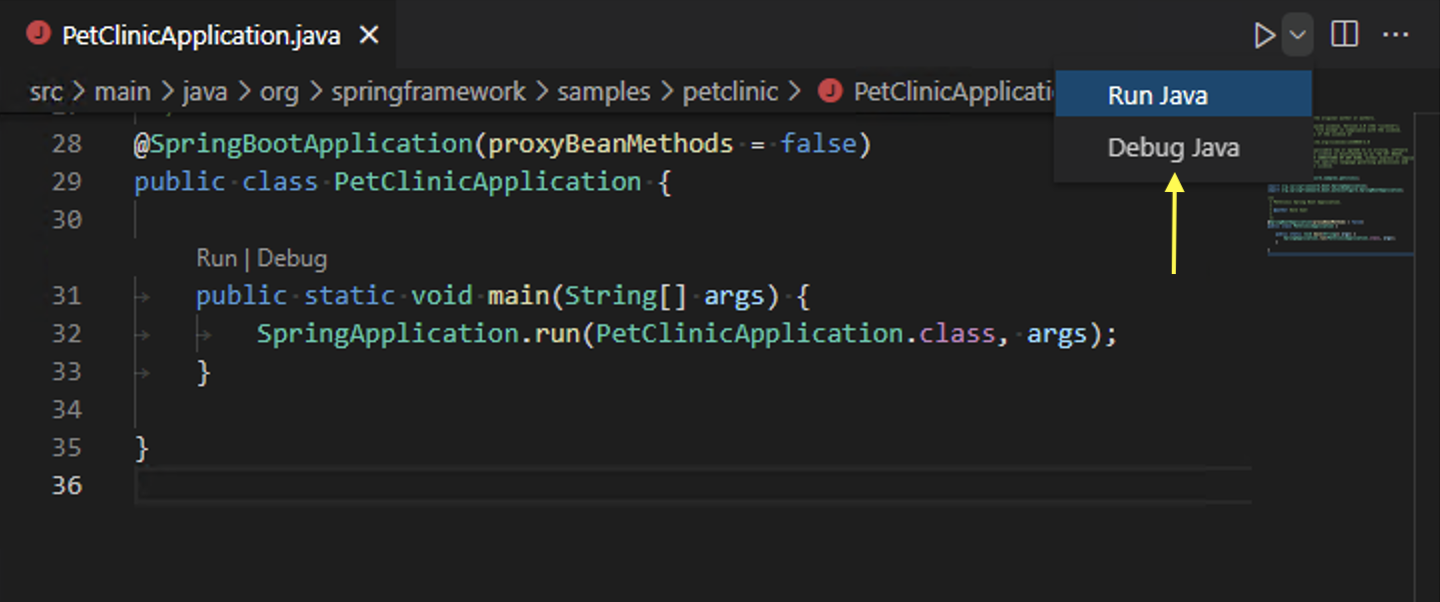 PetClinicApplication.java
src > main > java > org > springframework > samples > petclinic > PetClinicApplicati
Run Java
Debug Java
28 @SpringBootApplication(proxyBeanMethods = false)
29 public class PetClinicApplication {
30
Run | Debug
31 public static void main(String[] args) {
32 SpringApplication.run(PetClinicApplication.class, args);
33 }
34
35 }
36